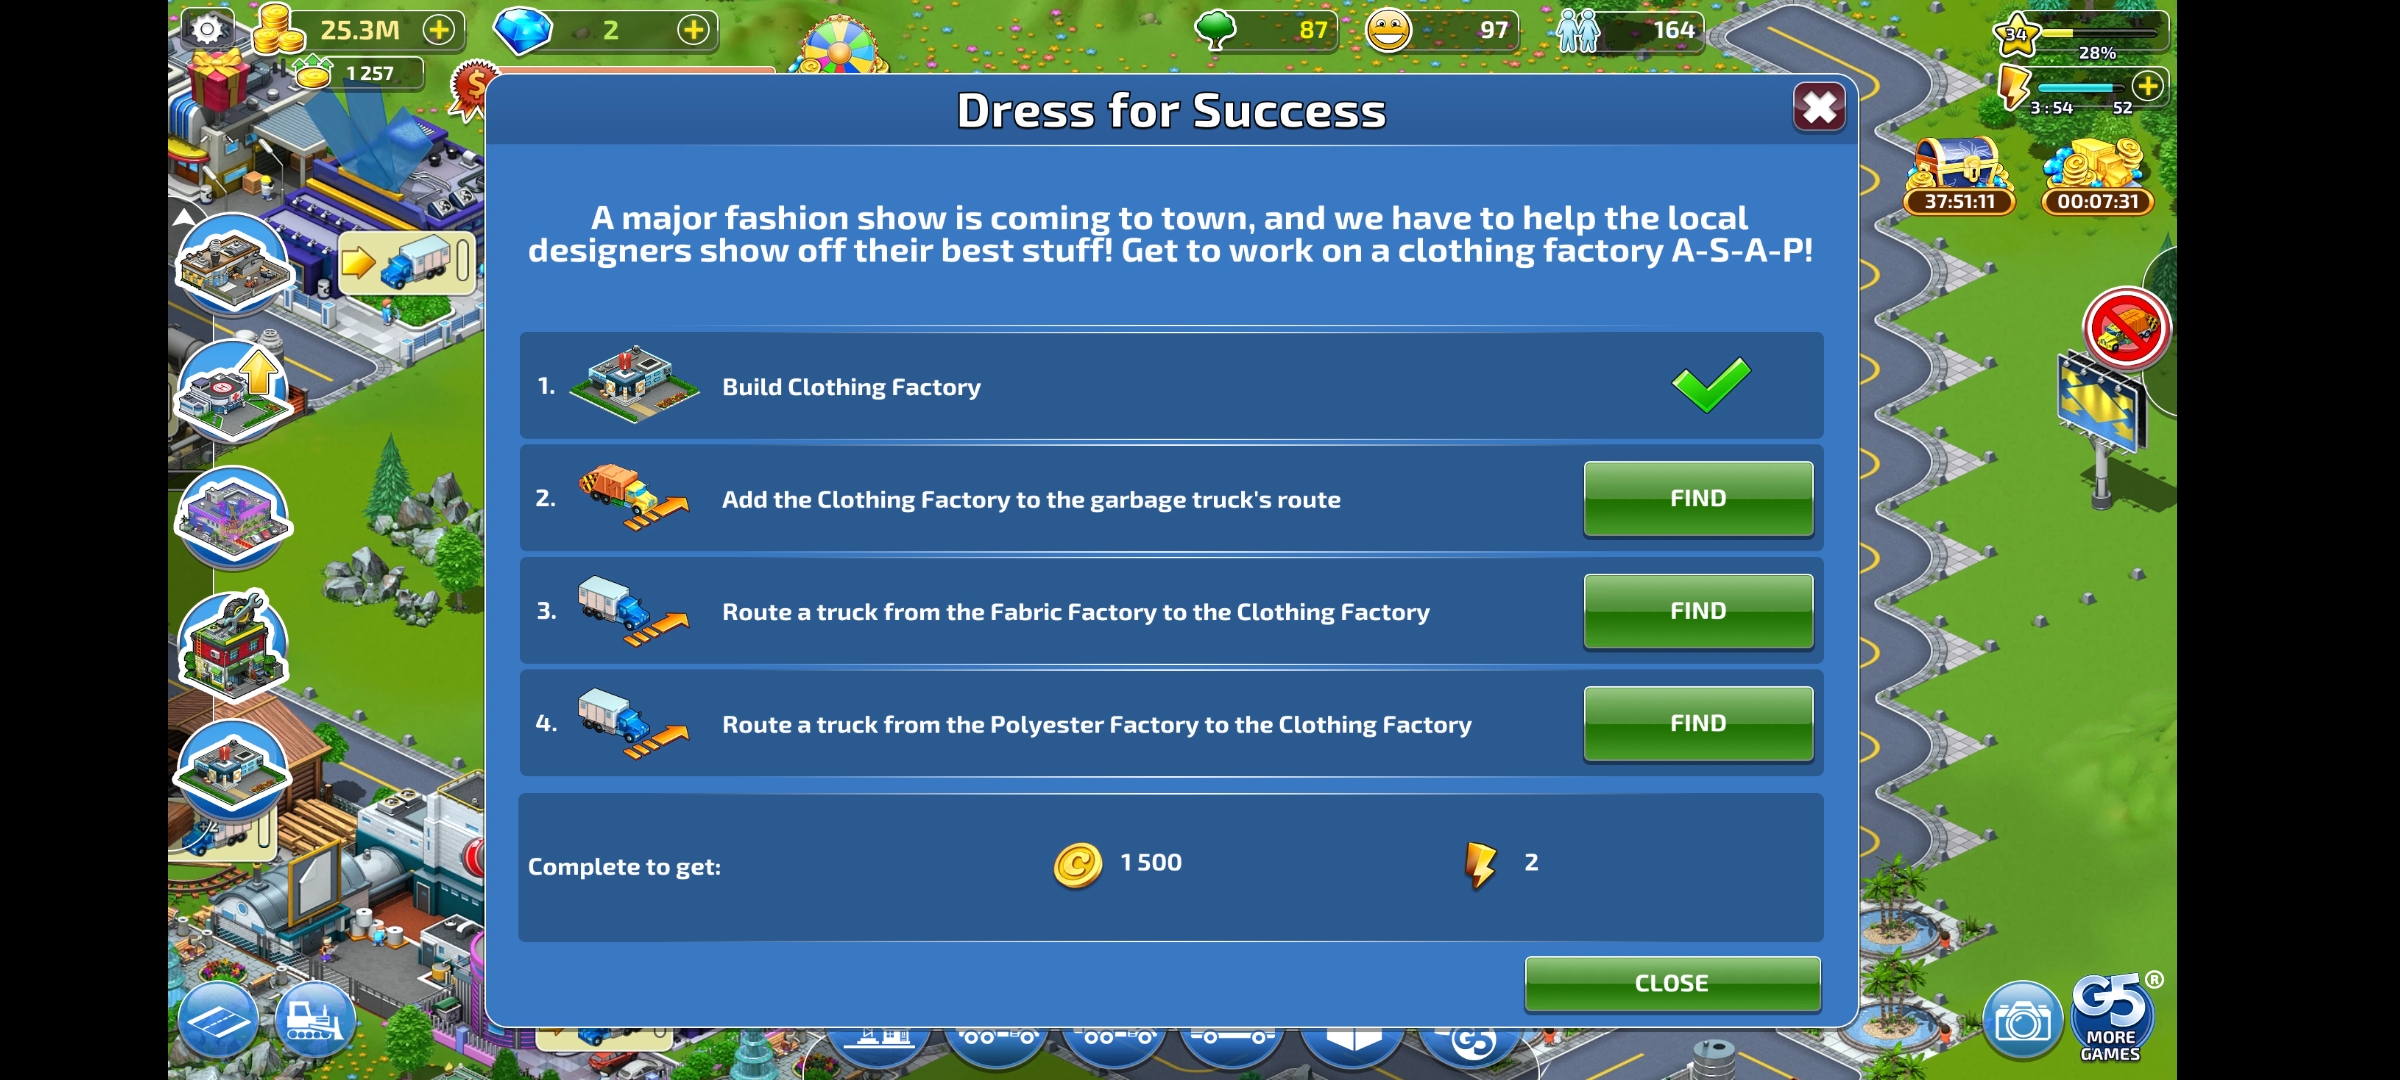 25.3M
2
87
97
164
34
28%
1 257
3:54
52
37:51:11
00:07:31
Dress for Success
A major fashion show is coming to town, and we have to help the local
designers show off their best stuff! Get to work on a clothing factory A-S-A-P!
1. Build Clothing Factory
2. Add the Clothing Factory to the garbage truck's route
FIND
3. Route a truck from the Fabric Factory to the Clothing Factory
FIND
4. Route a truck from the Polyester Factory to the Clothing Factory
FIND
Complete to get:
1 500
2
CLOSE
G5
G5 ®
MORE
GAMES